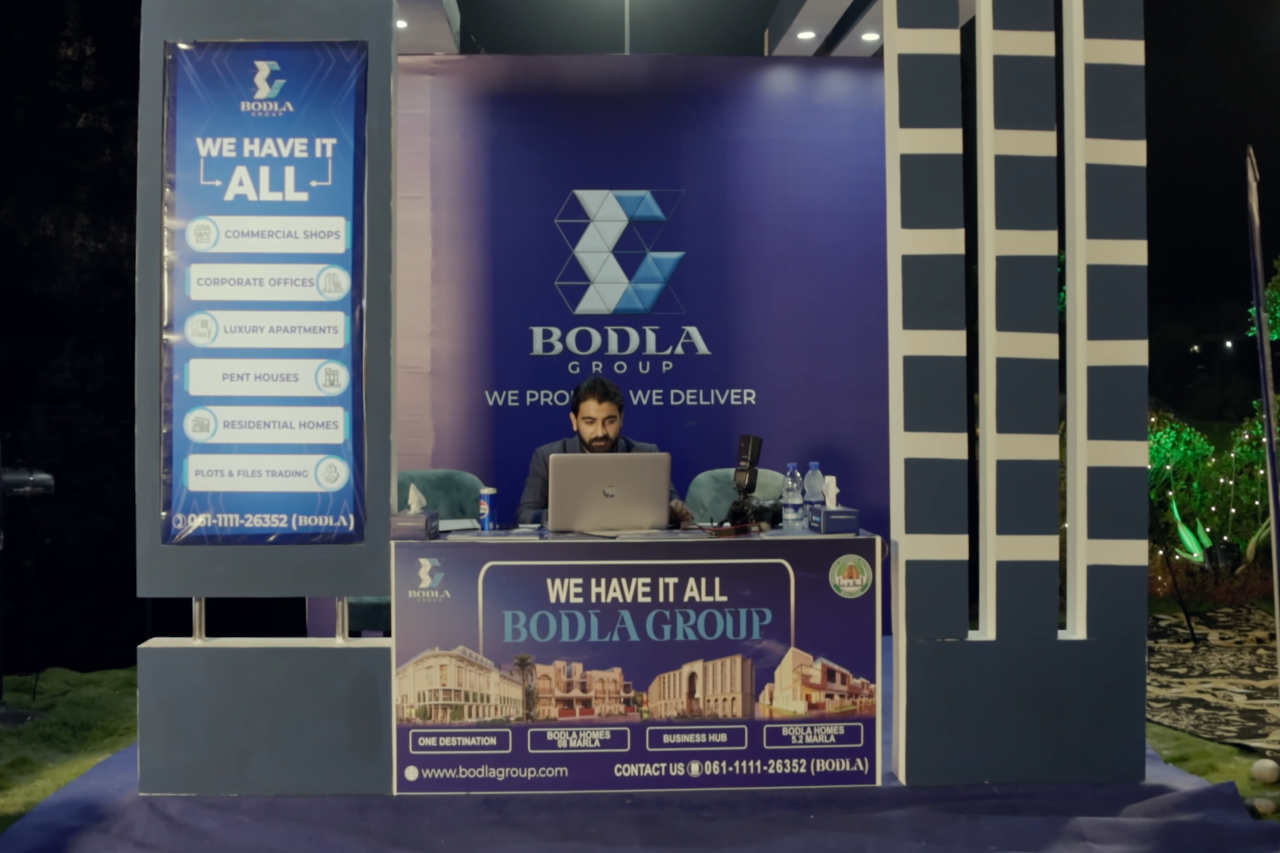 BODLA
GROUP
WE HAVE IT
ALL
COMMERCIAL SHOPS
CORPORATE OFFICES
LUXURY APARTMENTS
PENT HOUSES
RESIDENTIAL HOMES
PLOTS & FILES TRADING
061-1111-26352 (BODLA)
BODLA
GROUP
WE DELIVER
WE
BODLA
GROUP
WE HAVE IT ALL
BODLA GROUP
ONE DESTINATION
BODLA HOMES
08 MARLA
BUSINESS HUB
BODLA HOMES
5.2 MARLA
www.bodlagroup.com
CONTACT US 061-1111-26352 (BODLA)